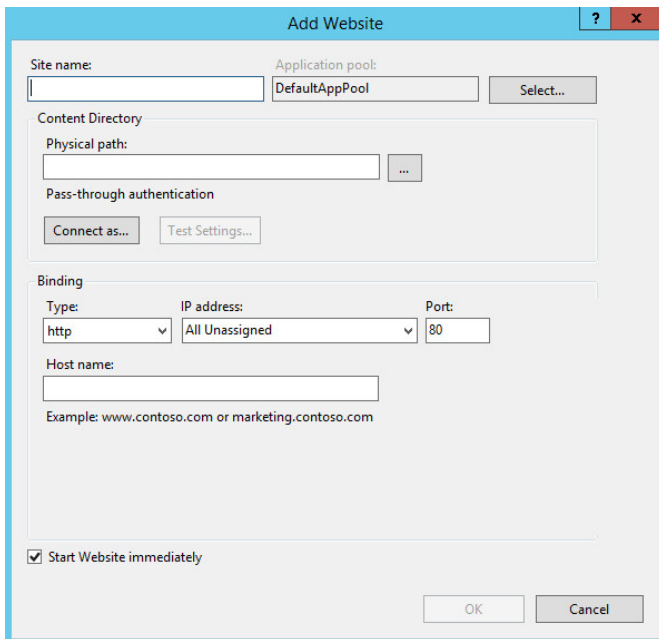 Add Website
?
x
Site name:
Application pool:
DefaultAppPool
Select...
Content Directory
Physical path:
...
Pass-through authentication
Connect as...
Test Settings...
Binding
Type:
IP address:
Port:
http
All Unassigned
80
Host name:
Example: www.contoso.com or marketing.contoso.com
Start Website immediately
OK
Cancel